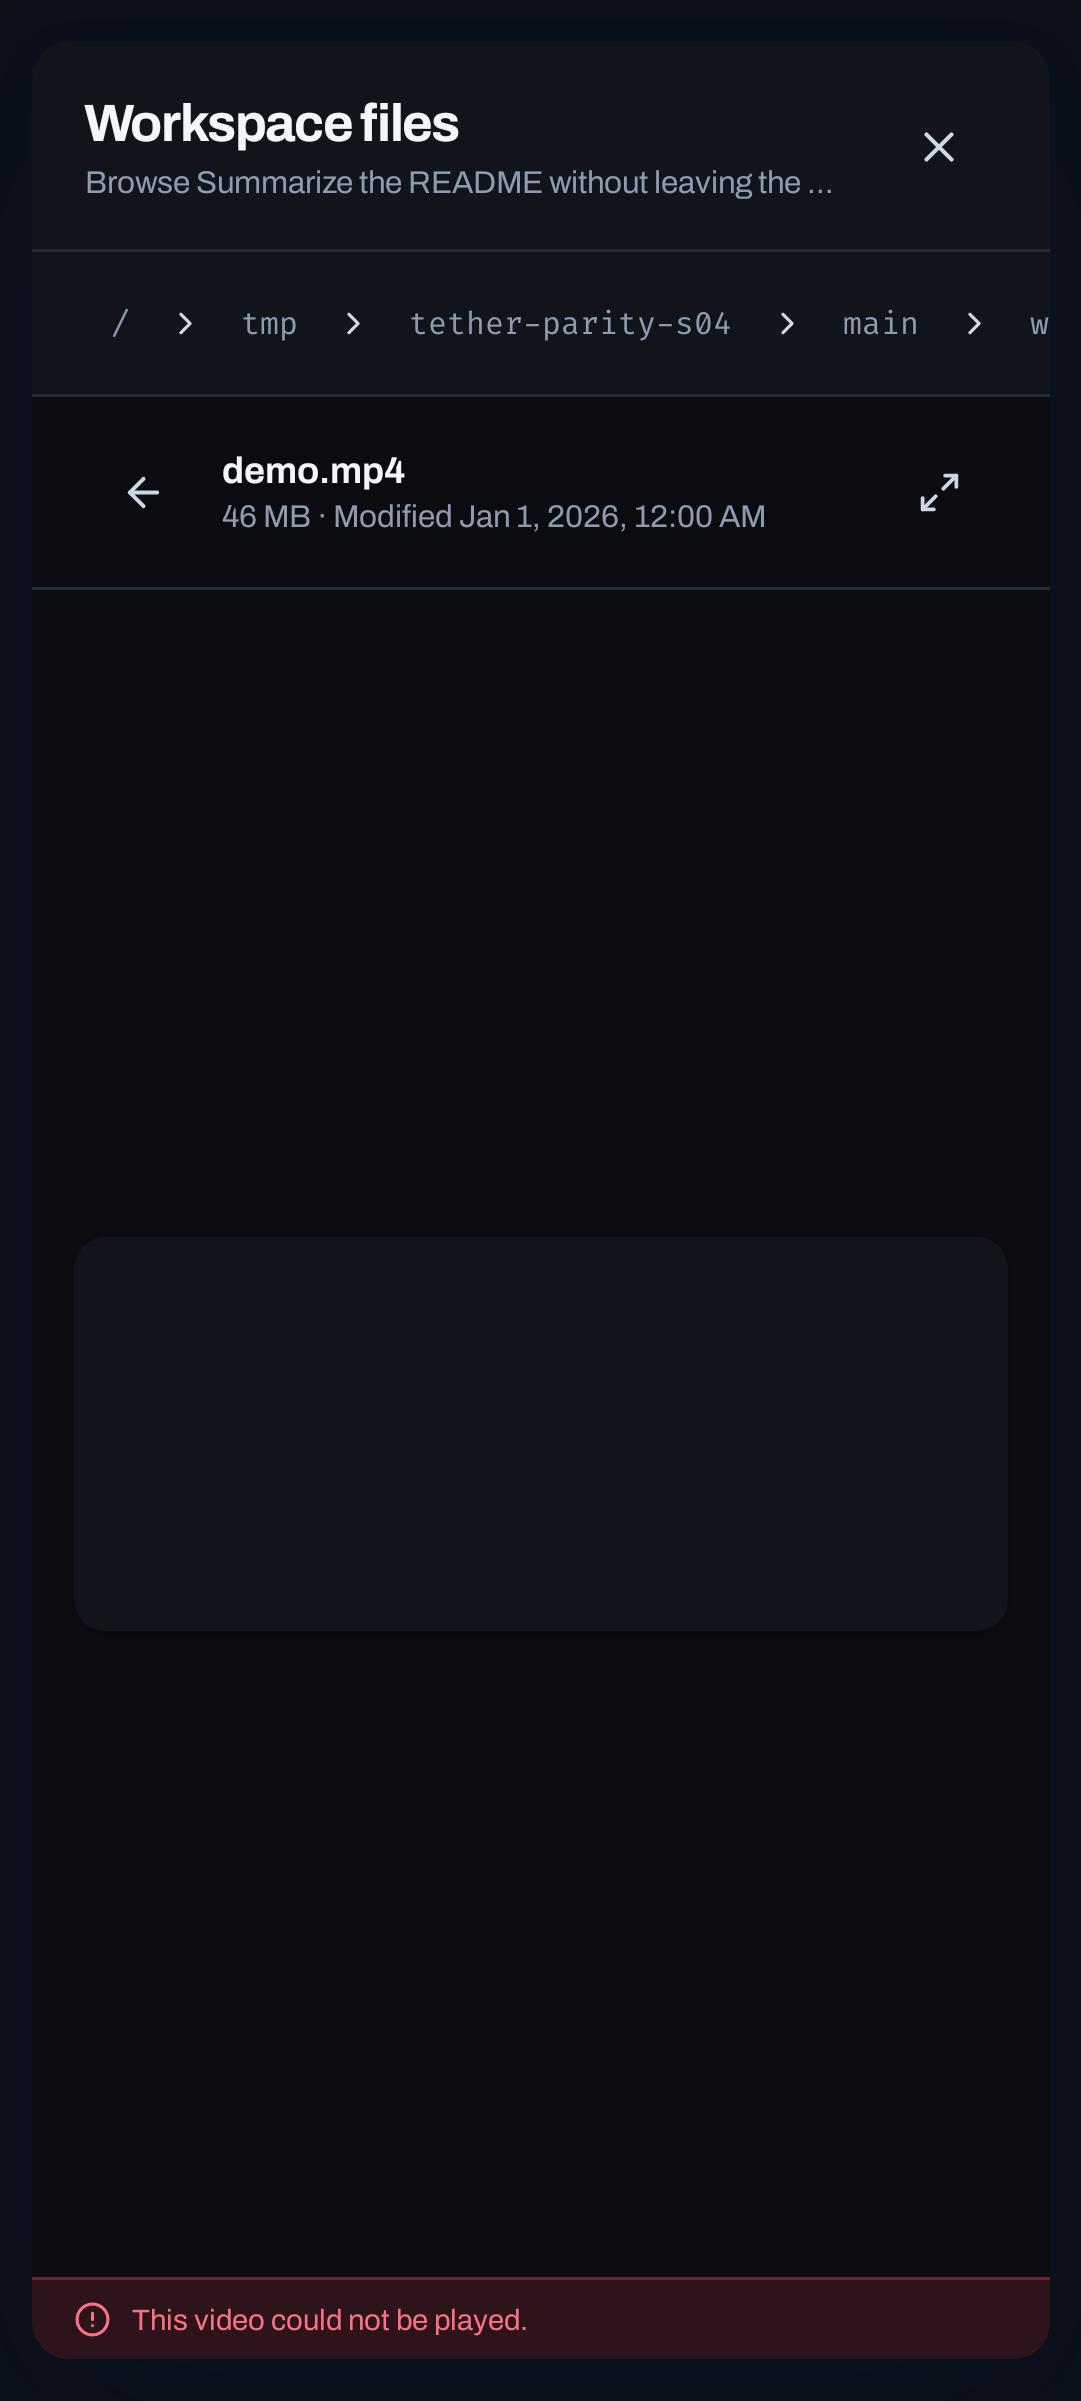 Workspace files
Browse Summarize the README without leaving the ...
/ > tmp > tether-parity-s04 > main > w
demo.mp4
46 MB · Modified Jan 1, 2026, 12:00 AM
This video could not be played.